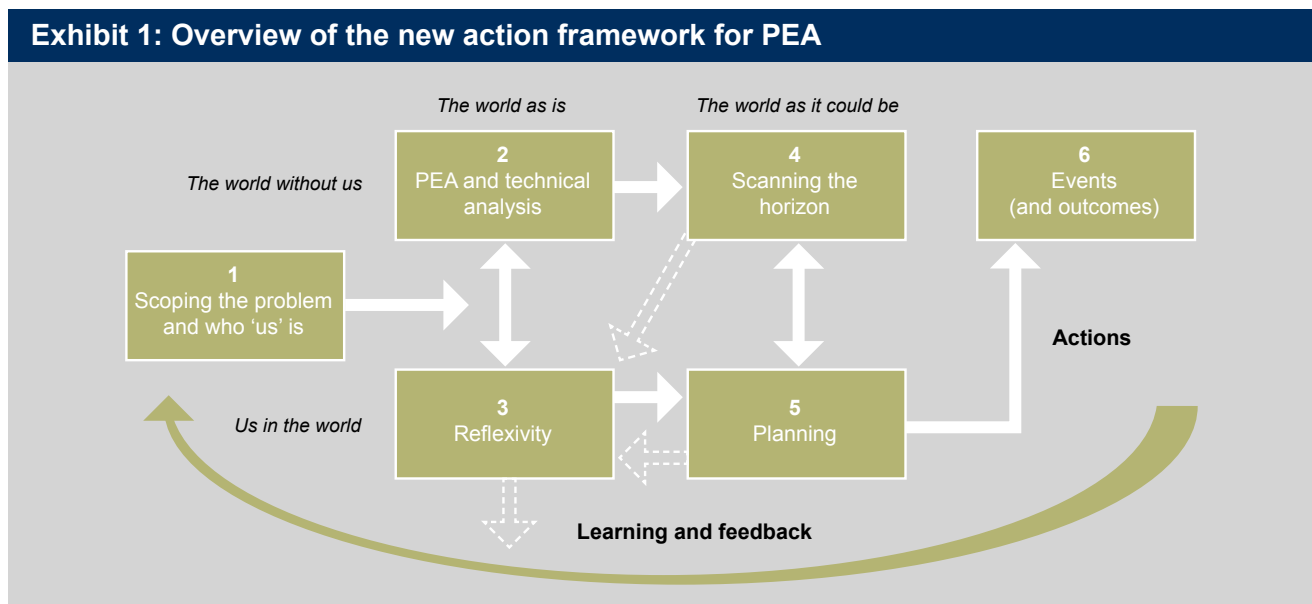 Exhibit 1: Overview of the new action framework for PEA
The world as is
The world as it could be
The world without us
2
PEA and technical
analysis
4
Scanning the
horizon
6
Events
(and outcomes)
1
Scoping the problem
and who ‘us’ is
Actions
Us in the world
3
Reflexivity
5
Planning
Learning and feedback